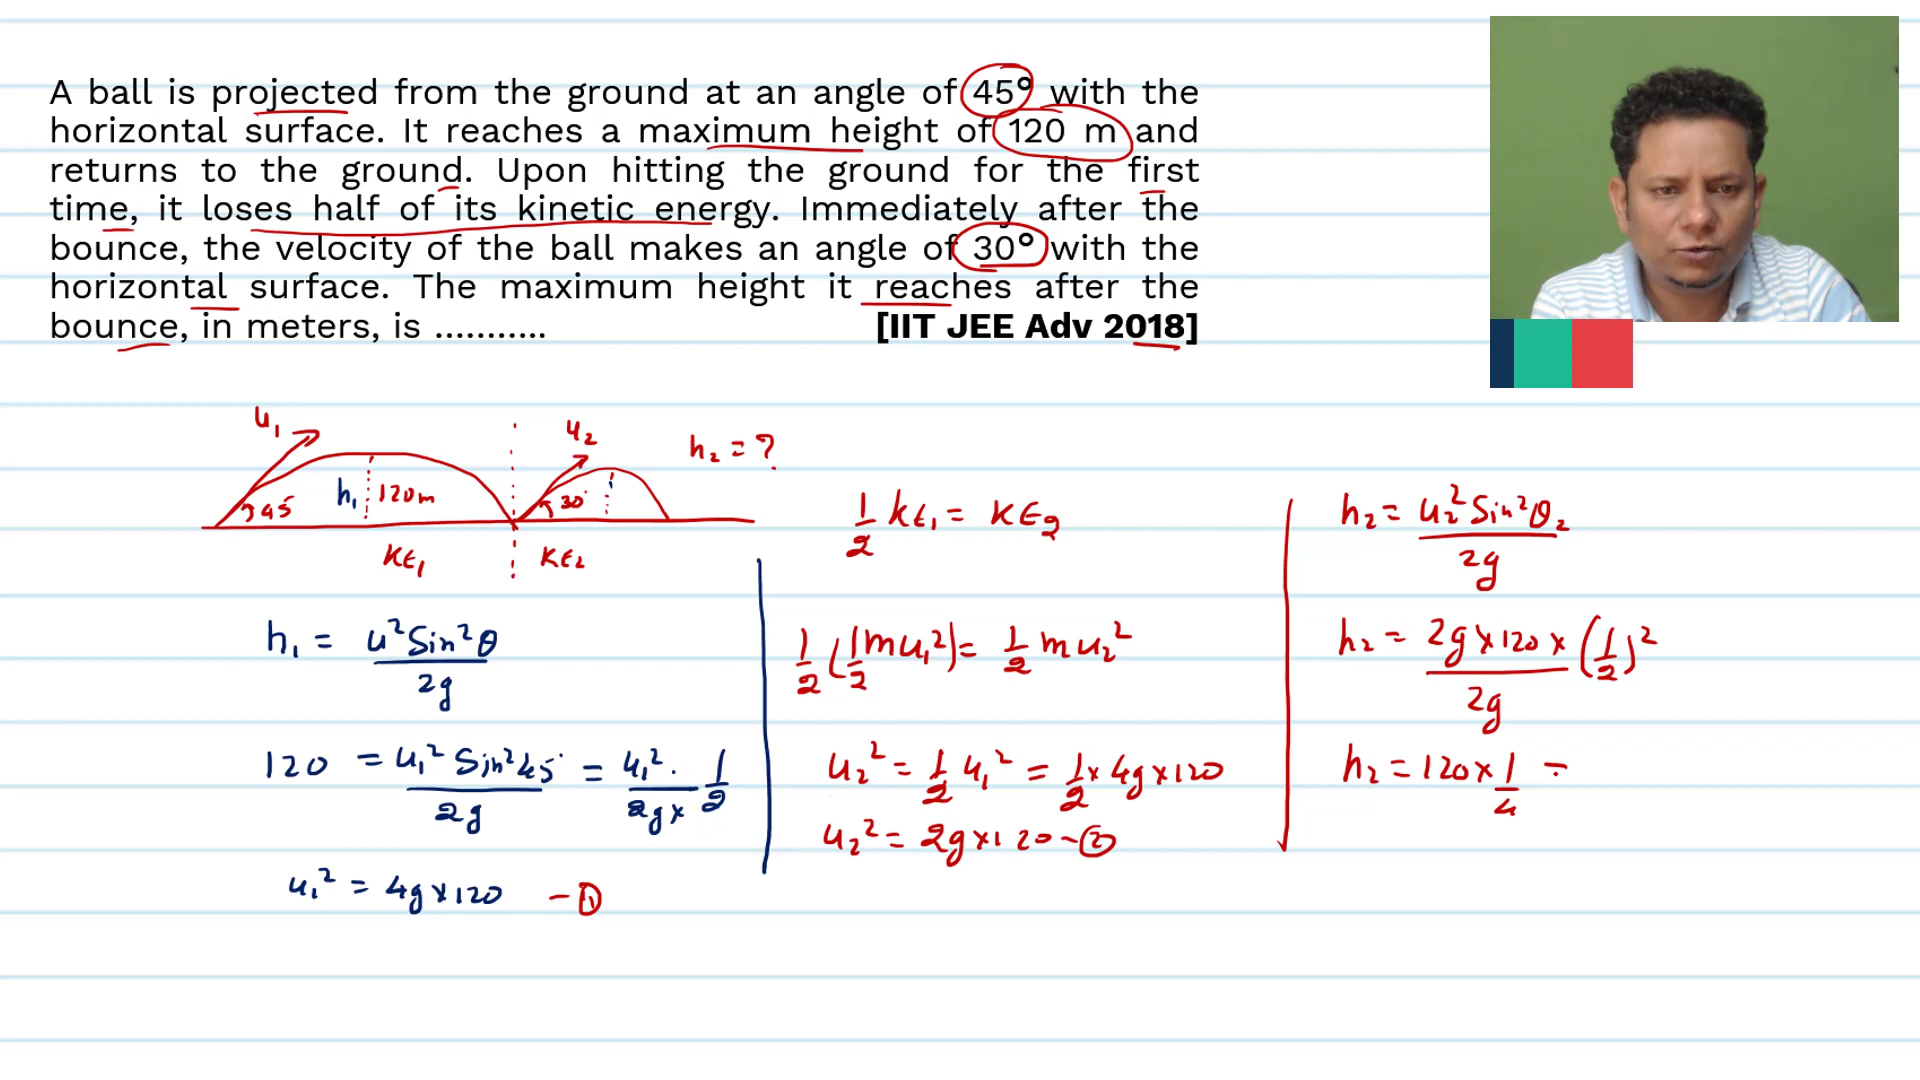 A ball is projected from the ground at an angle of 45° with the
horizontal surface. It reaches a maximum height of 120 m and
returns to the ground. Upon hitting the ground for the first
time, it loses half of its kinetic energy. Immediately after the
bounce, the velocity of the ball makes an angle of 30° with the
horizontal surface. The maximum height it reaches after the
bounce, in meters, is ........... [IIT JEE Adv 2018]
u₁ u₂ h₂ = ?
45 h₁ 120m 30°
KE₁ KE₂
h₁ = u² Sin²θ / 2g
120 = u₁² Sin²45° / 2g = u₁² / 2g × 1/2
u₁² = 4g × 120 — ①
1/2 KE₁ = KE₂
1/2 (1/2 m u₁²) = 1/2 m u₂²
u₂² = 1/2 u₁² = 1/2 × 4g × 120
u₂² = 2g × 120 — ②
h₂ = u₂² Sin²θ₂ / 2g
h₂ = 2g × 120 × (1/2)² / 2g
h₂ = 120 × 1/4 =